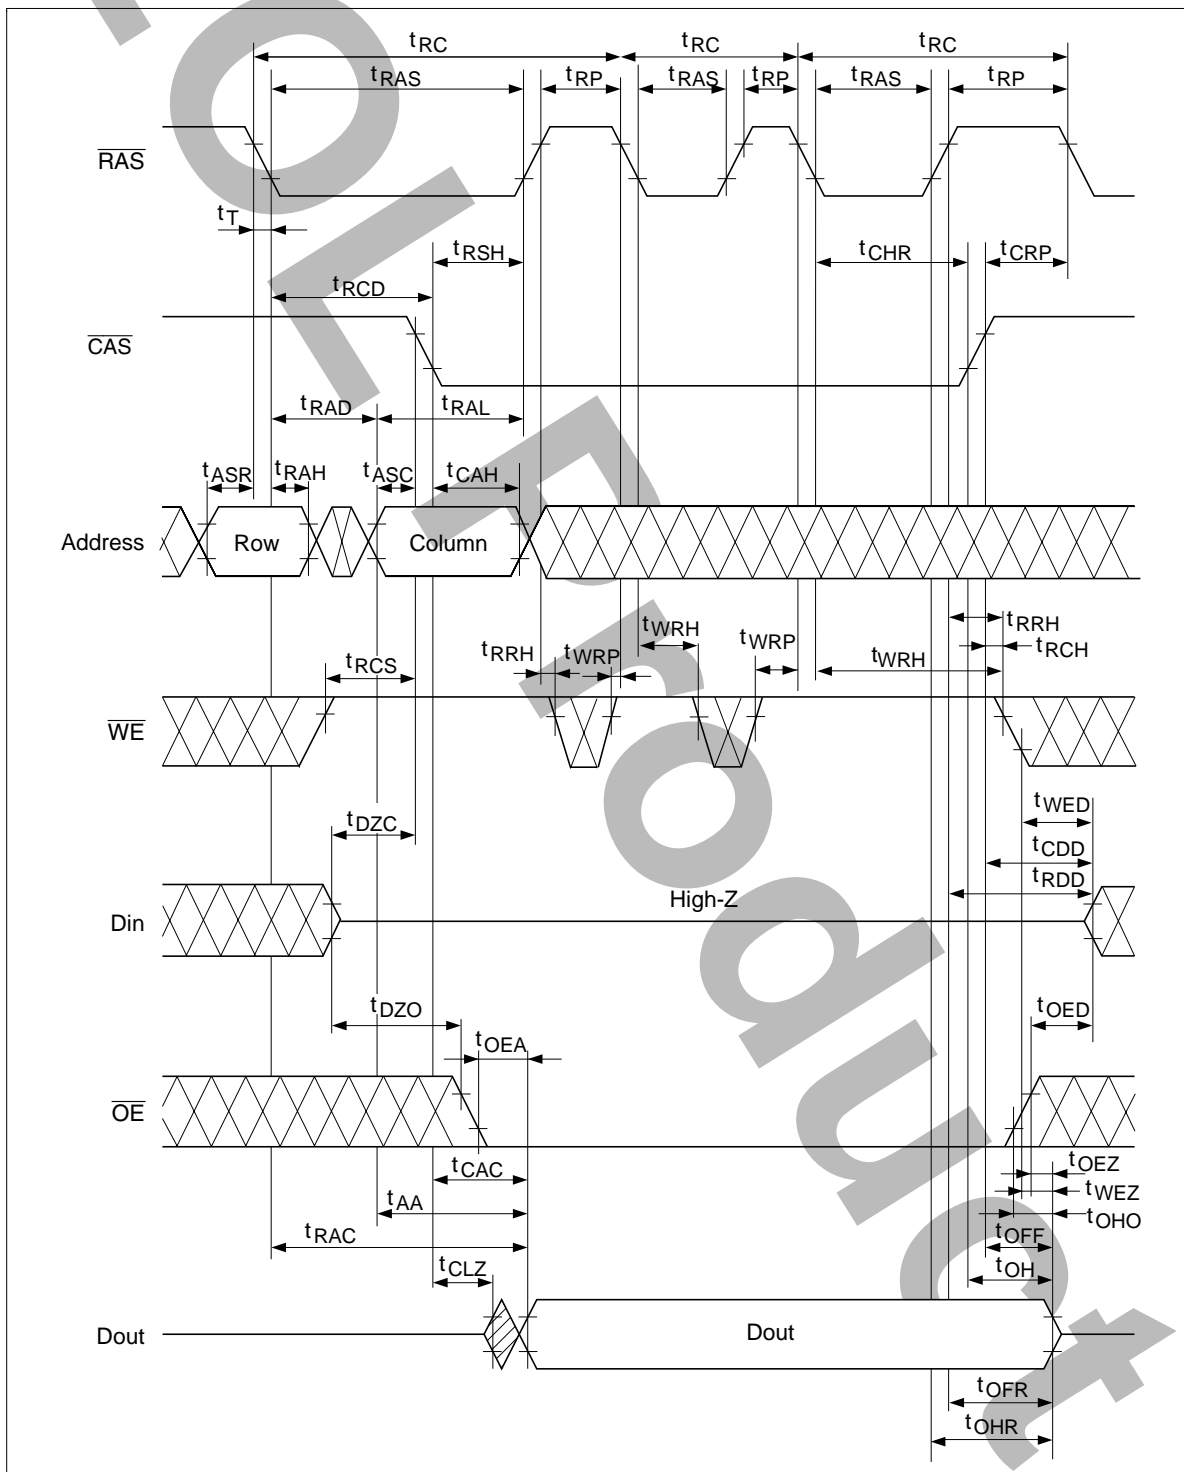 tRC tRC tRC
tRAS tRP tRAS tRP tRAS tRP
RAS
tT
tRSH tCHR tCRP
tRCD
CAS
tRAD tRAL
tASR tRAH tASC tCAH
Address Row Column
tRRH
tWRH tWRP tRCH
tRCS tRRH tWRP tWRH
WE
tWED
tDZC
tCDD
tRDD
High-Z
Din
tDZO tOED
tOEA
OE
tCAC tOEZ
tAA tWEZ
tOHO
tRAC tOFF
tCLZ tOH
Dout Dout
tOFR
tOHR
OL Product